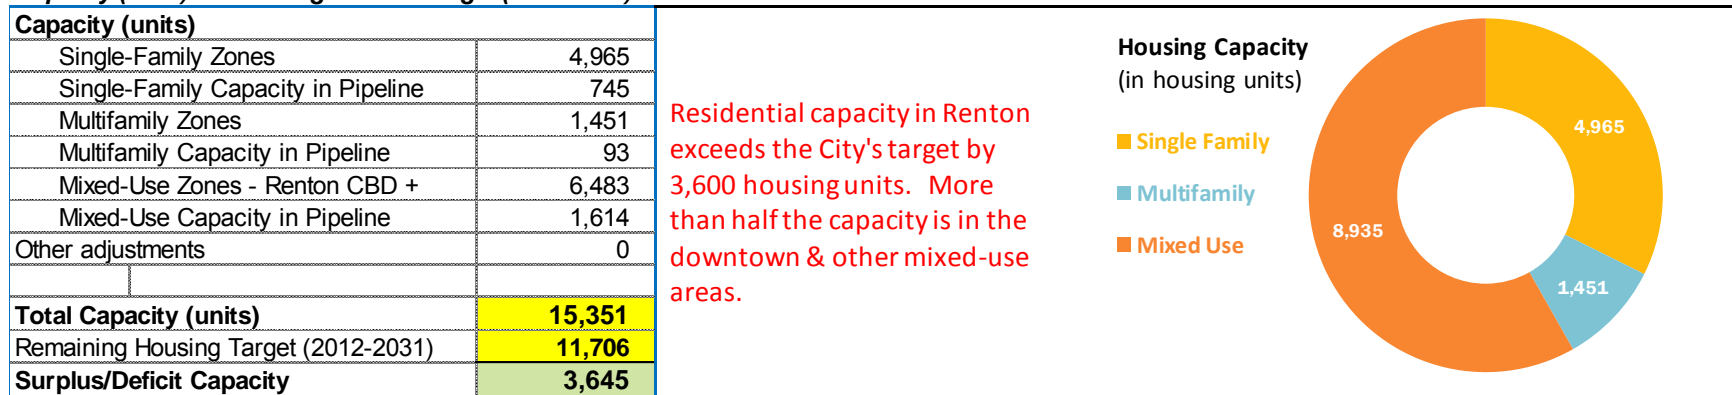 Capacity (units)
Single-Family Zones 4,965
Single-Family Capacity in Pipeline 745
Multifamily Zones 1,451
Multifamily Capacity in Pipeline 93
Mixed-Use Zones - Renton CBD + 6,483
Mixed-Use Capacity in Pipeline 1,614
Other adjustments 0
Total Capacity (units) 15,351
Remaining Housing Target (2012-2031) 11,706
Surplus/Deficit Capacity 3,645
Residential capacity in Renton
exceeds the City's target by
3,600 housing units. More
than half the capacity is in the
downtown & other mixed-use
areas.
Housing Capacity
(in housing units)
Single Family
Multifamily
Mixed Use
4,965
1,451
8,935